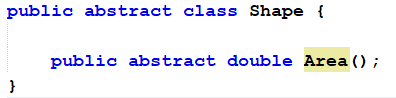 public abstract class Shape {
public abstract double Area();
}